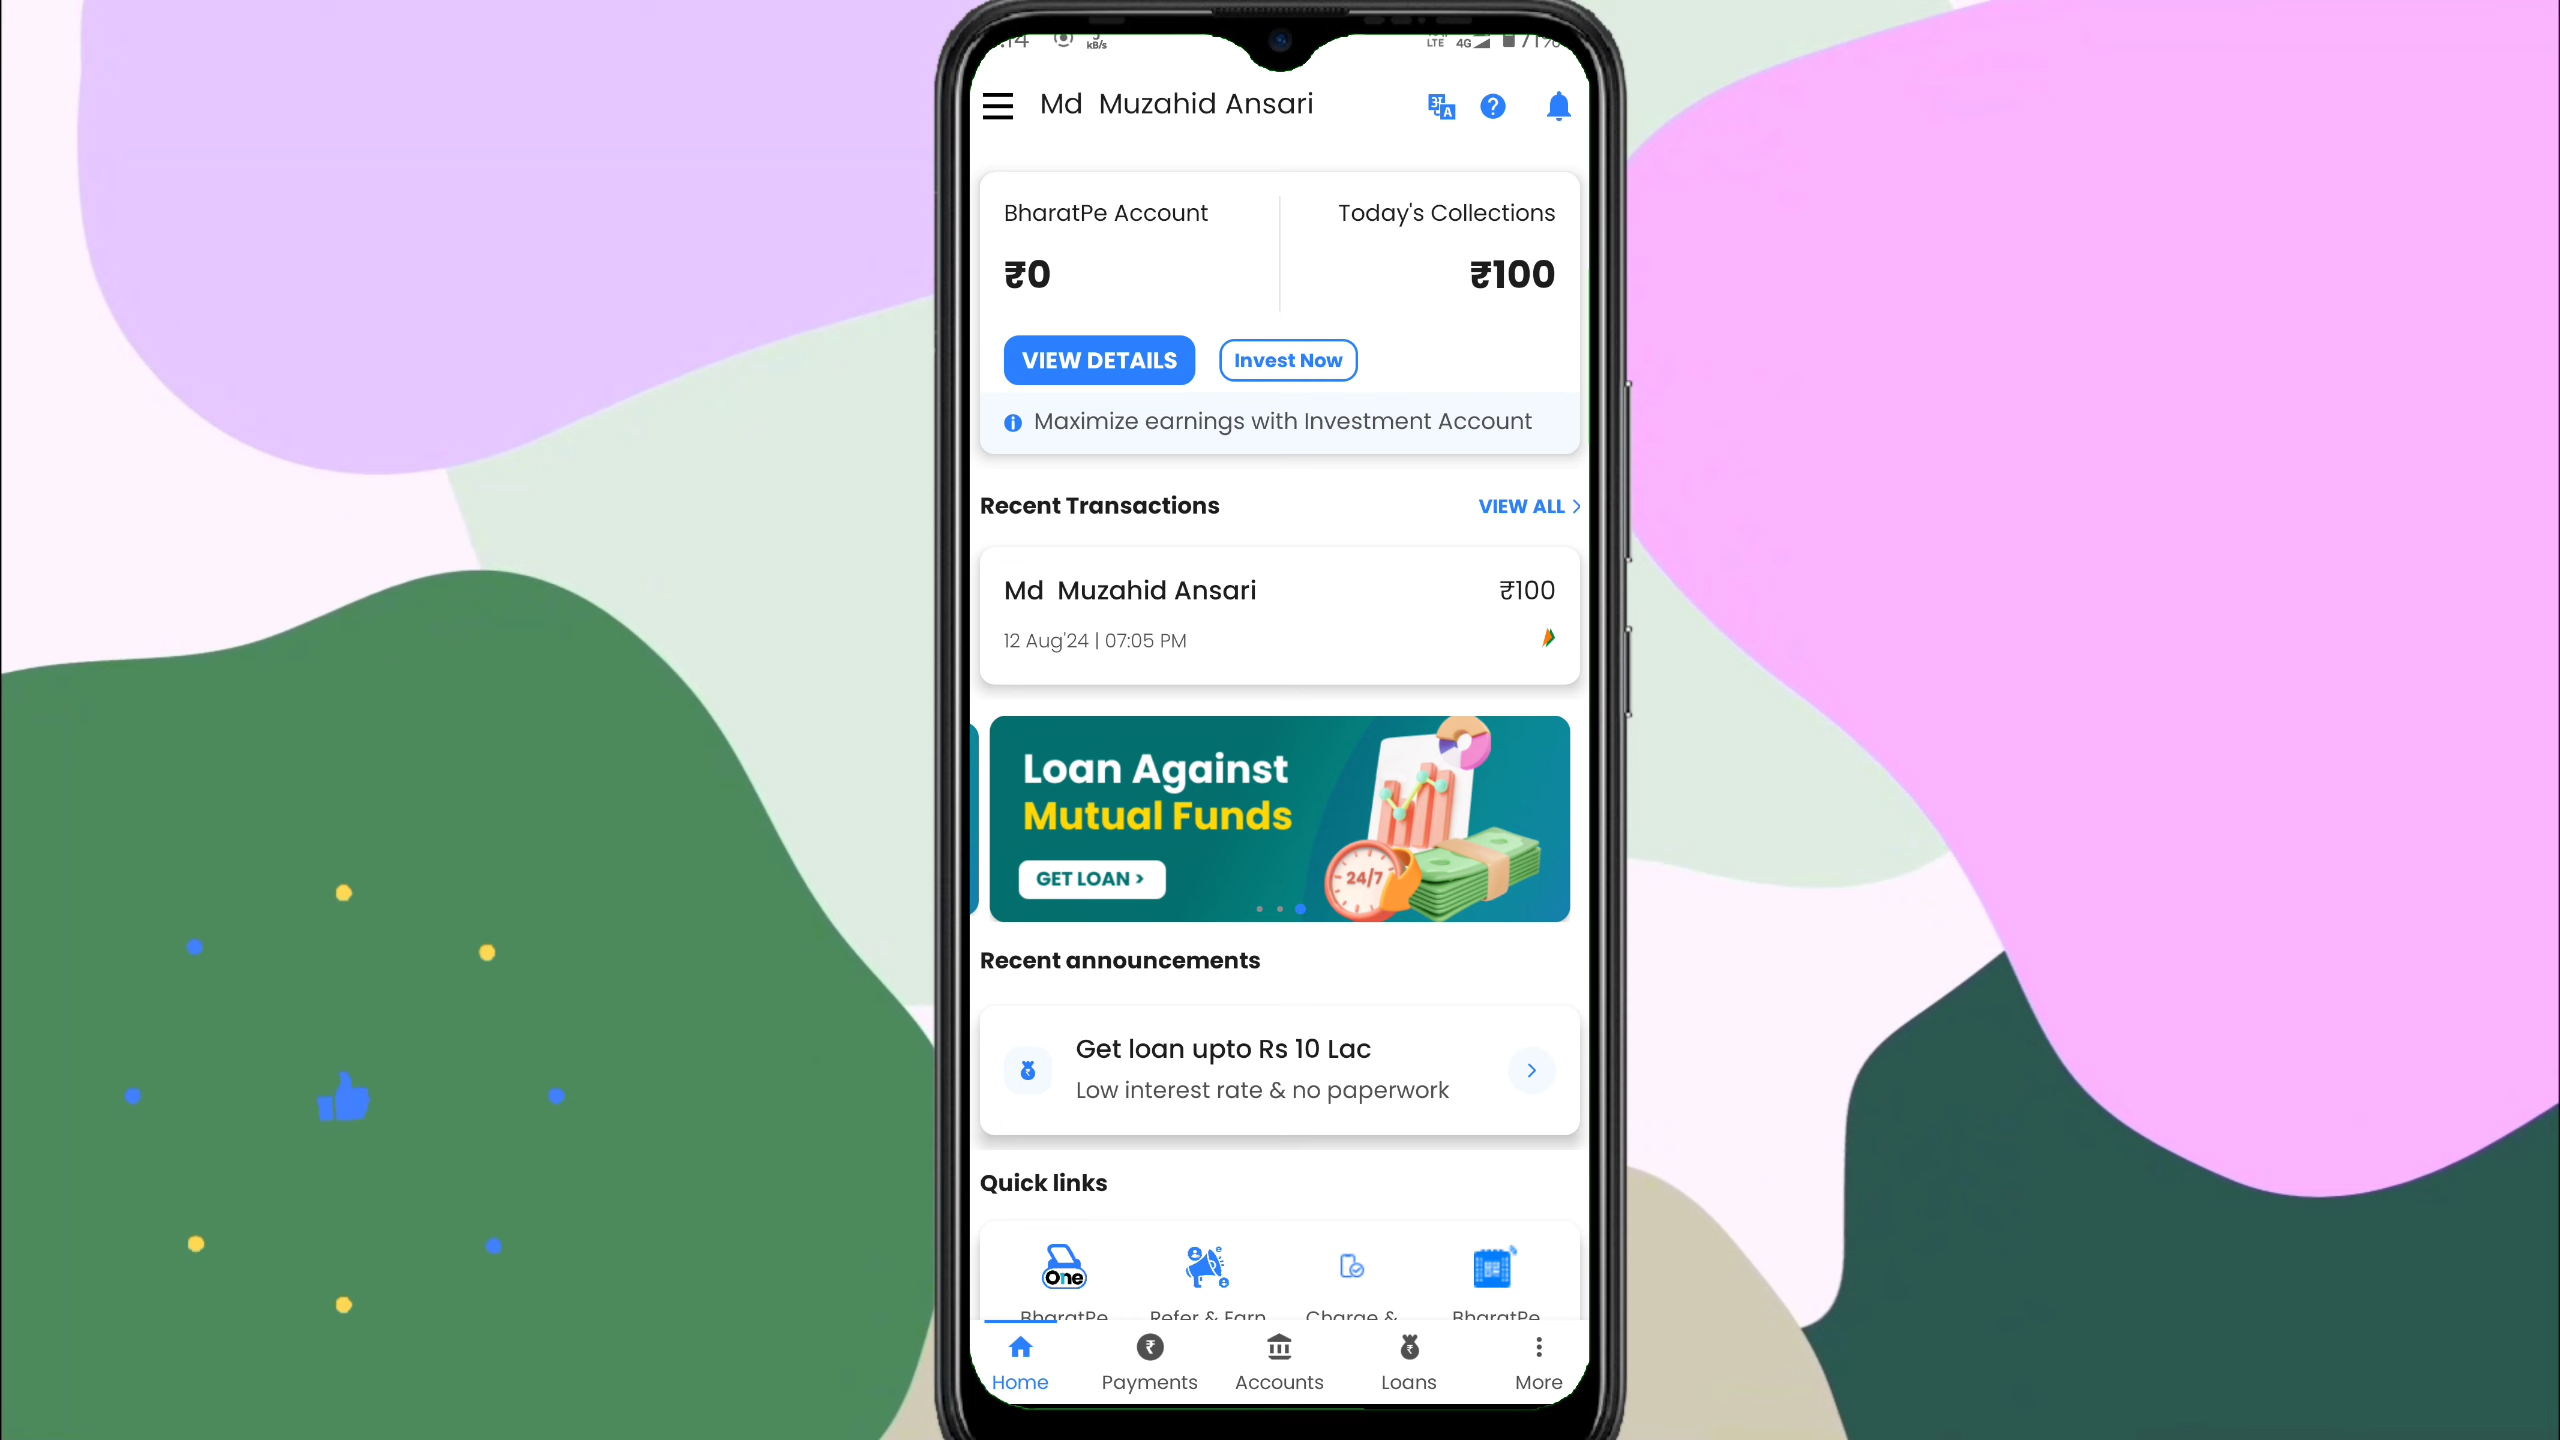 kB/s
LTE 4G
Md Muzahid Ansari
BharatPe Account
Today's Collections
₹0
₹100
VIEW DETAILS
Invest Now
Maximize earnings with Investment Account
Recent Transactions
VIEW ALL
Md Muzahid Ansari
₹100
12 Aug'24 | 07:05 PM
Loan Against
Mutual Funds
GET LOAN >
24/7
Recent announcements
Get loan upto Rs 10 Lac
Low interest rate & no paperwork
Quick links
One
BharatPe
Refer & Earn
Charge &
BharatPe
Home
Payments
Accounts
Loans
More